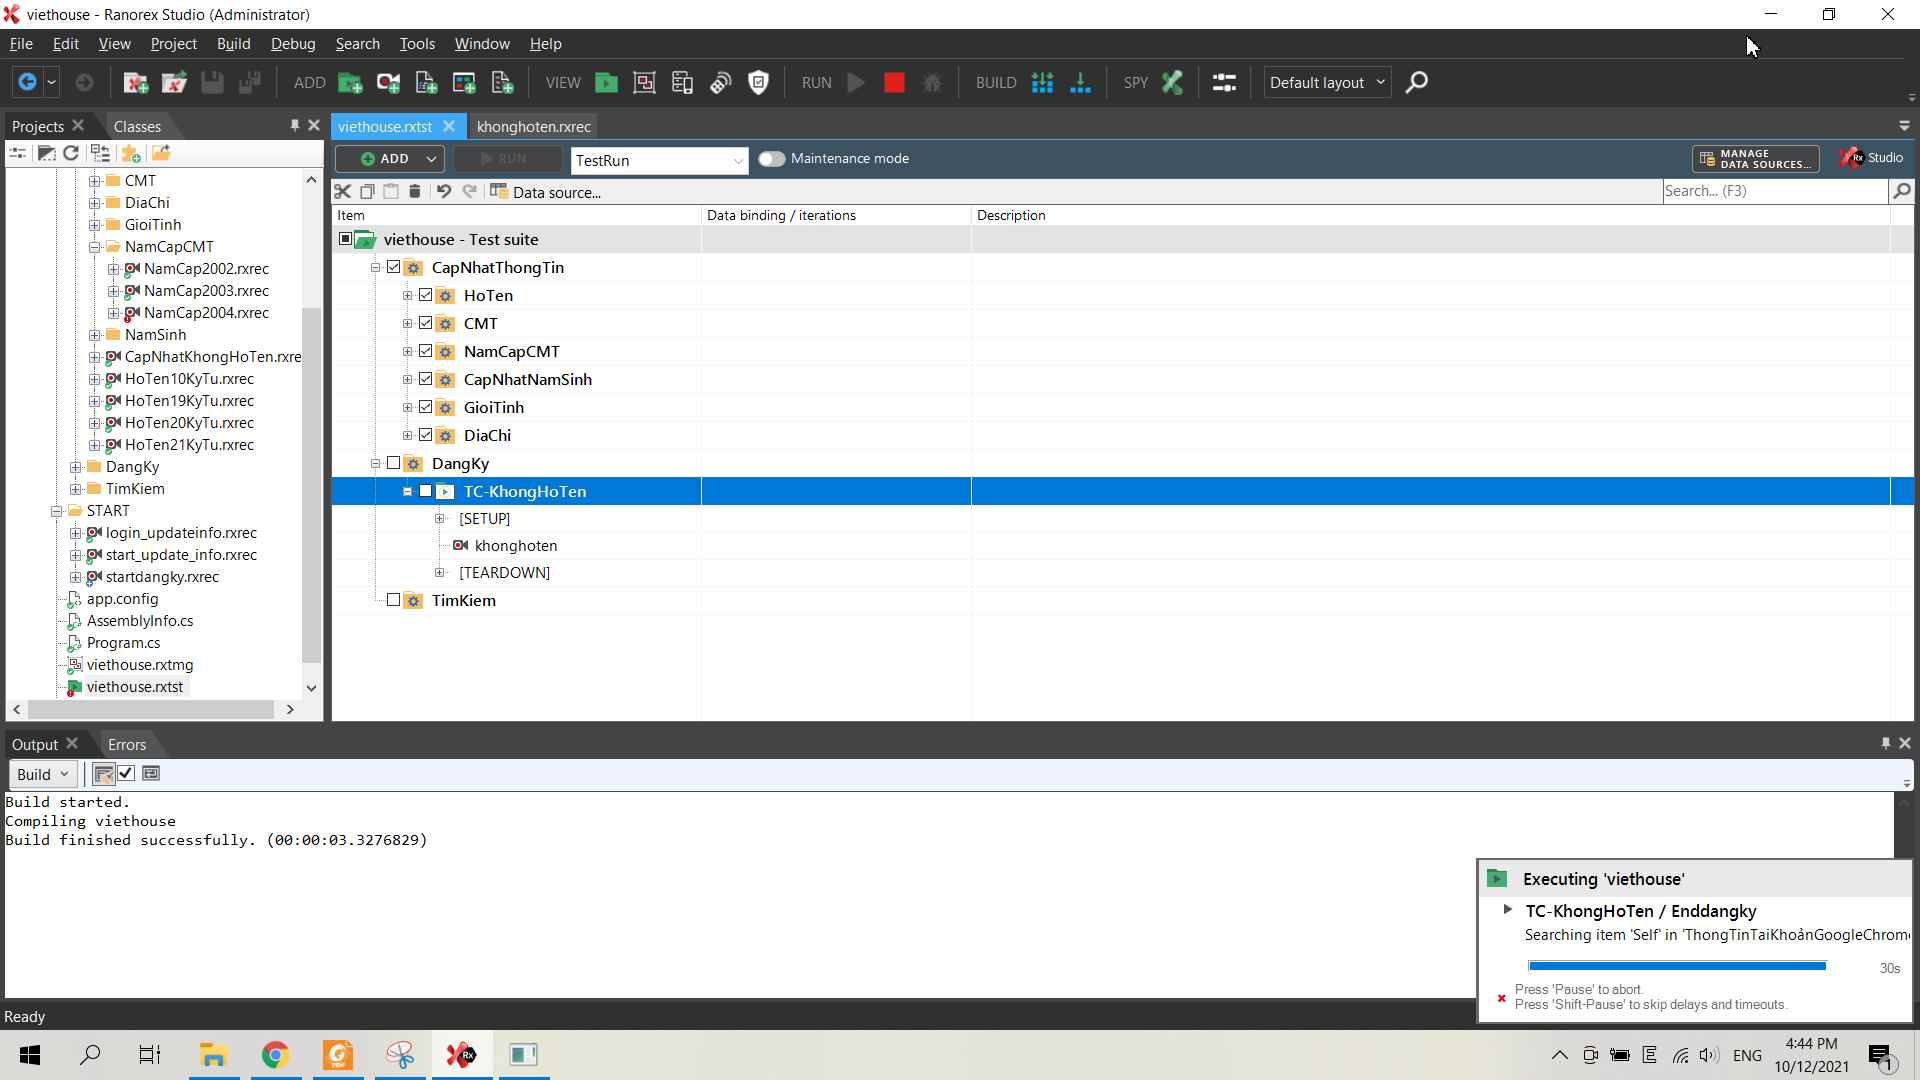 viethouse - Ranorex Studio (Administrator)
File Edit View Project Build Debug Search Tools Window Help
ADD VIEW RUN BUILD SPY Default layout
Projects Classes
viethouse.rxtst khonghoten.rxrec
ADD RUN TestRun Maintenance mode MANAGE DATA SOURCES... Rx Studio
Data source... Search... (F3)
CMT
DiaChi
GioiTinh
NamCapCMT
NamCap2002.rxrec
NamCap2003.rxrec
NamCap2004.rxrec
NamSinh
CapNhatKhongHoTen.rxre
HoTen10KyTu.rxrec
HoTen19KyTu.rxrec
HoTen20KyTu.rxrec
HoTen21KyTu.rxrec
DangKy
TimKiem
START
login_updateinfo.rxrec
start_update_info.rxrec
startdangky.rxrec
app.config
AssemblyInfo.cs
Program.cs
viethouse.rxtmg
viethouse.rxtst
Item Data binding / iterations Description
viethouse - Test suite
CapNhatThongTin
HoTen
CMT
NamCapCMT
CapNhatNamSinh
GioiTinh
DiaChi
DangKy
TC-KhongHoTen
[SETUP]
khonghoten
[TEARDOWN]
TimKiem
Output Errors
Build
Build started.
Compiling viethouse
Build finished successfully. (00:00:03.3276829)
Executing 'viethouse'
TC-KhongHoTen / Enddangky
Searching item 'Self' in 'ThongTinTaiKhoảnGoogleChrom
30s
Press 'Pause' to abort.
Press 'Shift-Pause' to skip delays and timeouts.
Ready
ENG
4:44 PM
10/12/2021
1